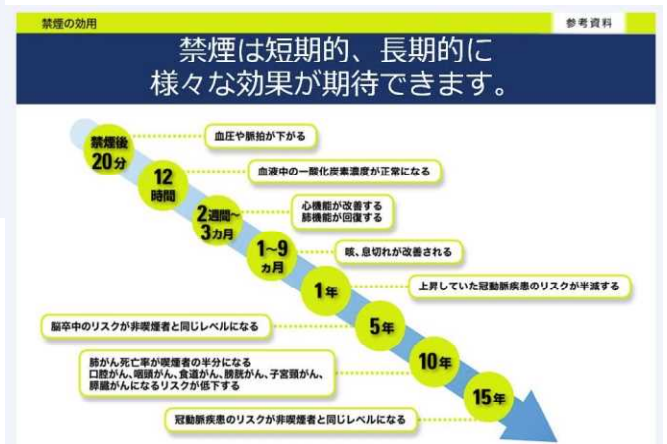 禁煙の効用
参考資料
禁煙は短期的、長期的に
様々な効果が期待できます。
禁煙後
20分
血圧や脈拍が下がる
12
時間
血液中の一酸化炭素濃度が正常になる
2週間~
3カ月
心機能が改善する
肺機能が回復する
1~9
カ月
咳、息切れが改善される
1年
上昇していた冠動脈疾患のリスクが半減する
5年
脳卒中のリスクが非喫煙者と同じレベルになる
10年
肺がん死亡率が喫煙者の半分になる
口腔がん、咽頭がん、食道がん、膀胱がん、子宮頸がん、
膵臓がんになるリスクが低下する
15年
冠動脈疾患のリスクが非喫煙者と同じレベルになる